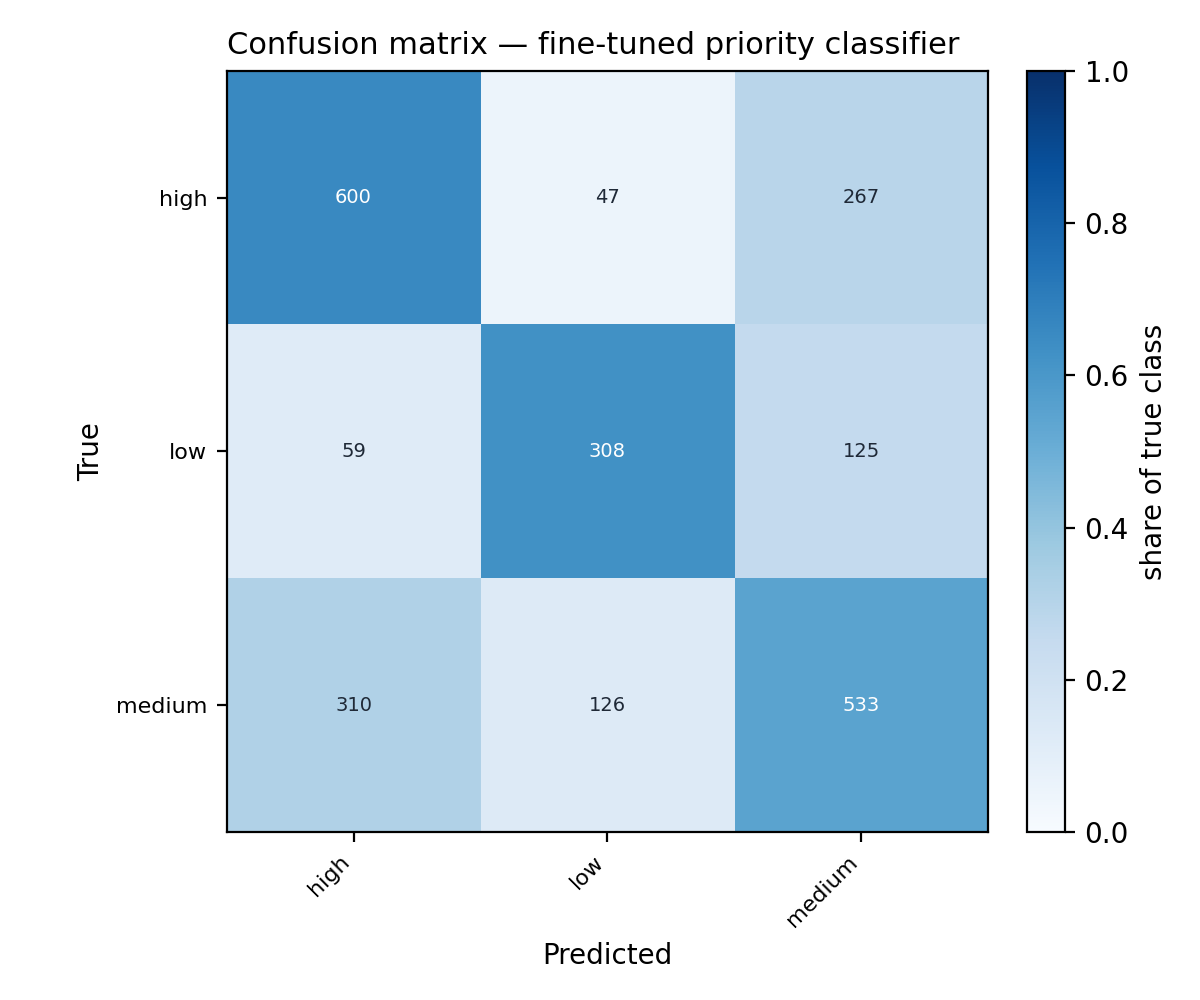 Confusion matrix — fine-tuned priority classifier
True
high
600
47
267
low
59
308
125
medium
310
126
533
high
low
medium
Predicted
1.0
0.8
0.6
0.4
0.2
0.0
share of true class